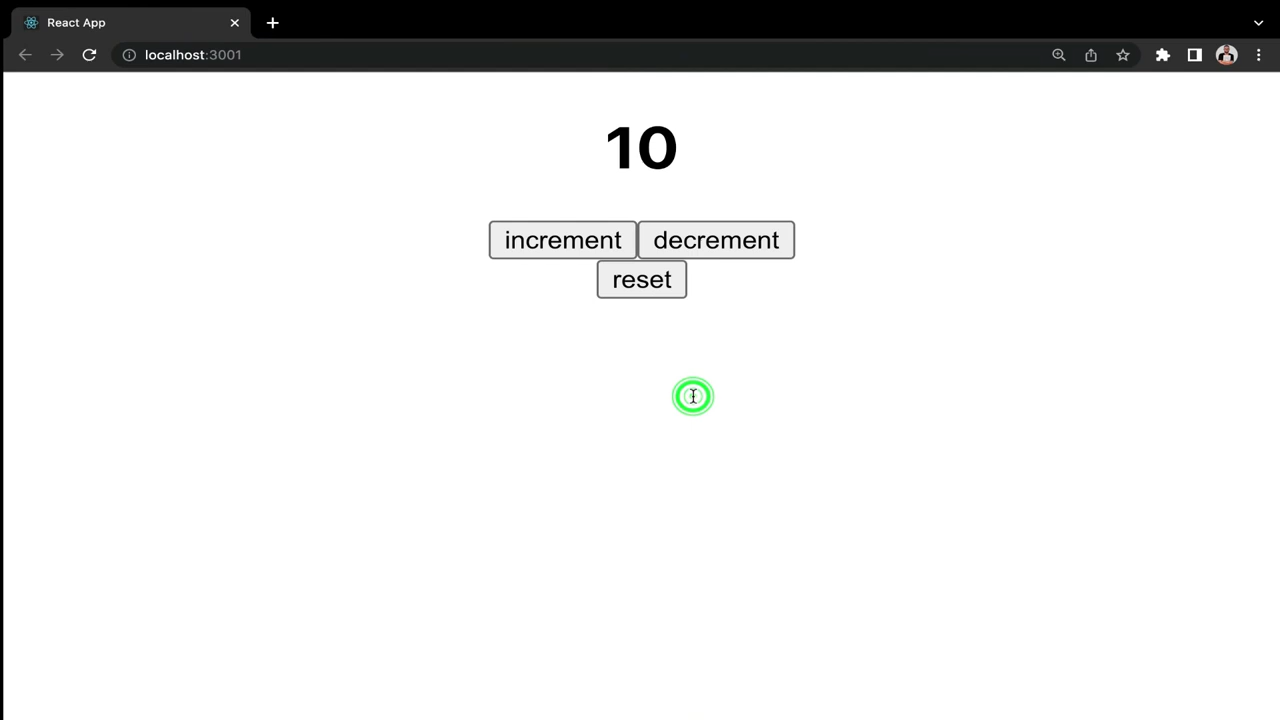 React App
localhost:3001
10
increment decrement
reset